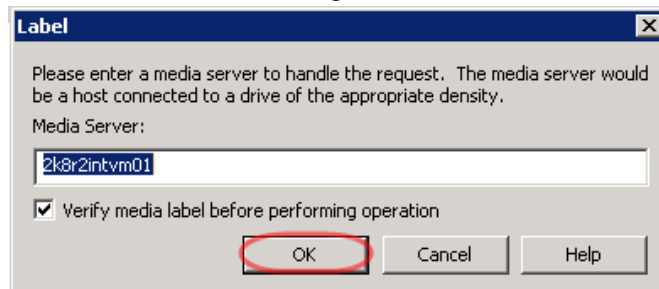 Label
Please enter a media server to handle the request. The media server would
be a host connected to a drive of the appropriate density.
Media Server:
2k8r2intvm01
Verify media label before performing operation
OK Cancel Help